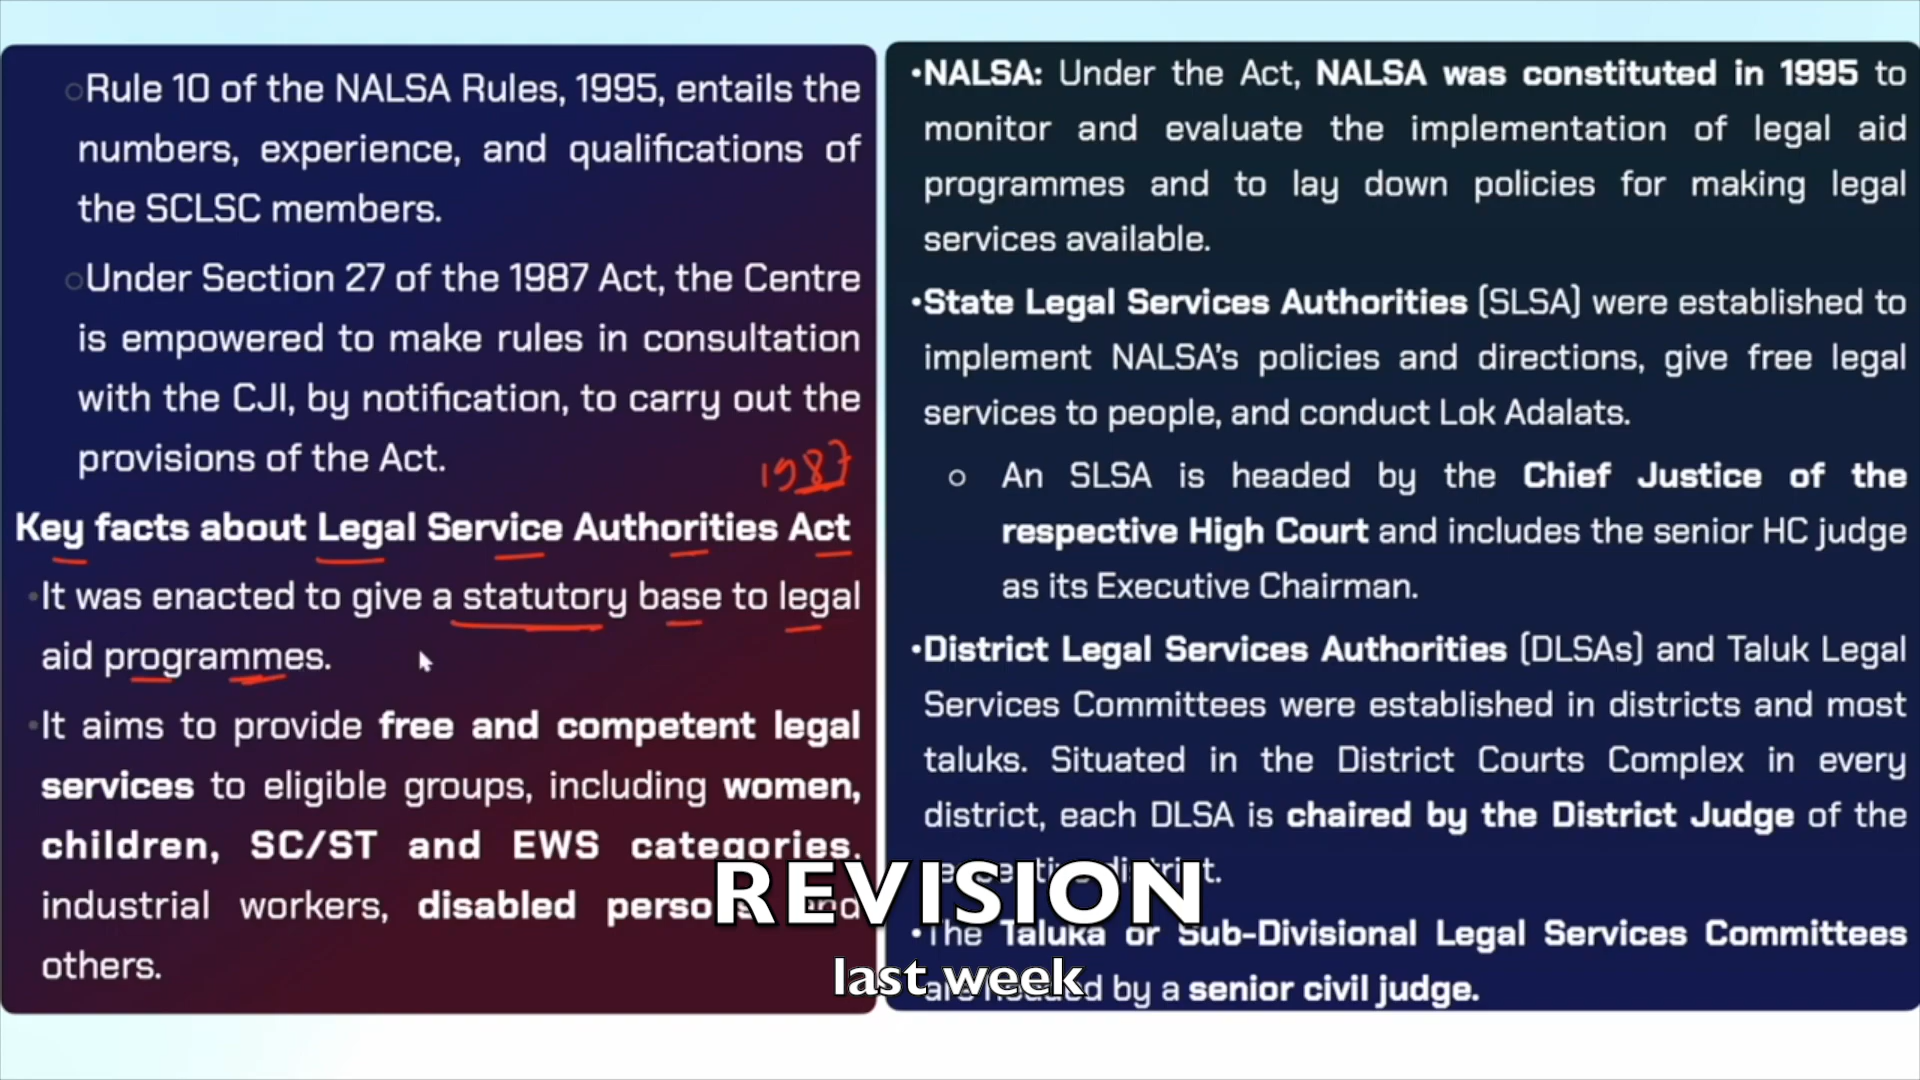 ○Rule 10 of the NALSA Rules, 1995, entails the
numbers, experience, and qualifications of
the SCLSC members.
○Under Section 27 of the 1987 Act, the Centre
is empowered to make rules in consultation
with the CJI, by notification, to carry out the
provisions of the Act.
1987
Key facts about Legal Service Authorities Act
•It was enacted to give a statutory base to legal
aid programmes.
•It aims to provide free and competent legal
services to eligible groups, including women,
children, SC/ST and EWS categories,
industrial workers, disabled persons and
others.
•NALSA: Under the Act, NALSA was constituted in 1995 to
monitor and evaluate the implementation of legal aid
programmes and to lay down policies for making legal
services available.
•State Legal Services Authorities (SLSA) were established to
implement NALSA's policies and directions, give free legal
services to people, and conduct Lok Adalats.
○ An SLSA is headed by the Chief Justice of the
respective High Court and includes the senior HC judge
as its Executive Chairman.
•District Legal Services Authorities (DLSAs) and Taluk Legal
Services Committees were established in districts and most
taluks. Situated in the District Courts Complex in every
district, each DLSA is chaired by the District Judge of the
respective district.
•The Taluka or Sub-Divisional Legal Services Committees
are headed by a senior civil judge.
REVISION
last week